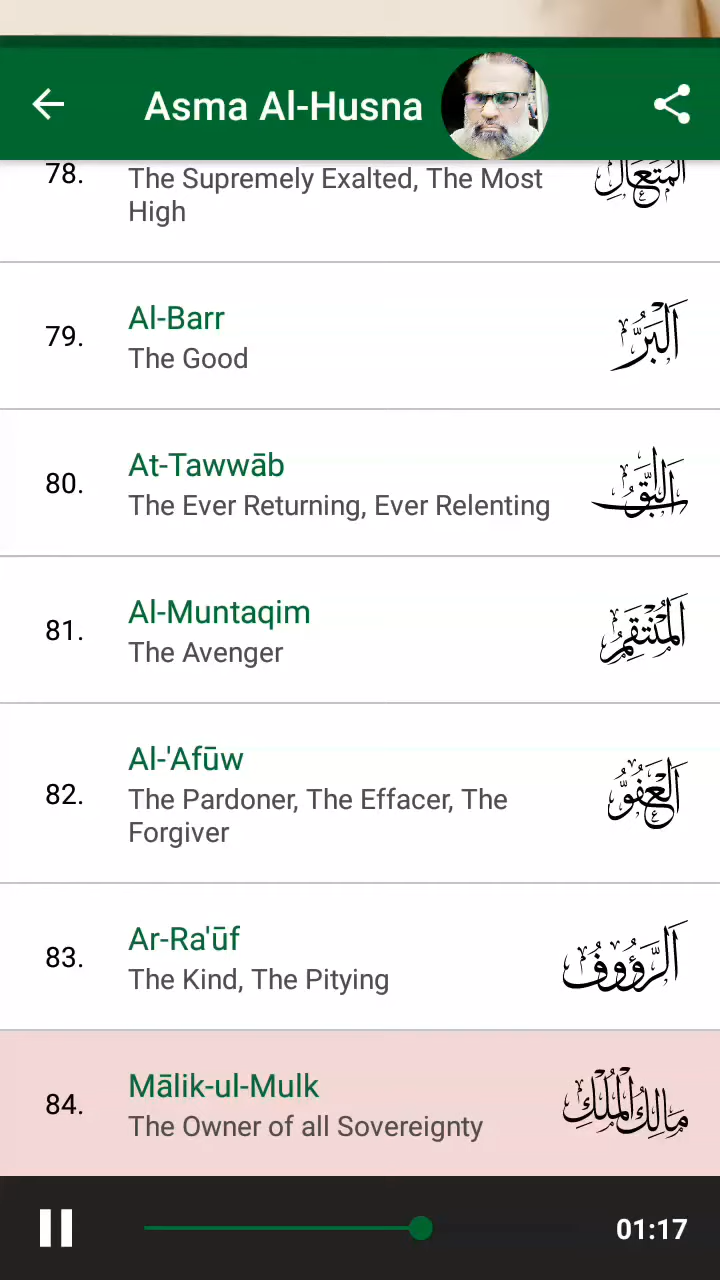 Asma Al-Husna
78.
The Supremely Exalted, The Most
High
المتعال
79.
Al-Barr
The Good
البر
80.
At-Tawwāb
The Ever Returning, Ever Relenting
81.
Al-Muntaqim
The Avenger
المنتقم
82.
Al-'Afūw
The Pardoner, The Effacer, The
Forgiver
العفو
83.
Ar-Ra'ūf
The Kind, The Pitying
الرؤوف
84.
Mālik-ul-Mulk
The Owner of all Sovereignty
مالك الملك
01:17